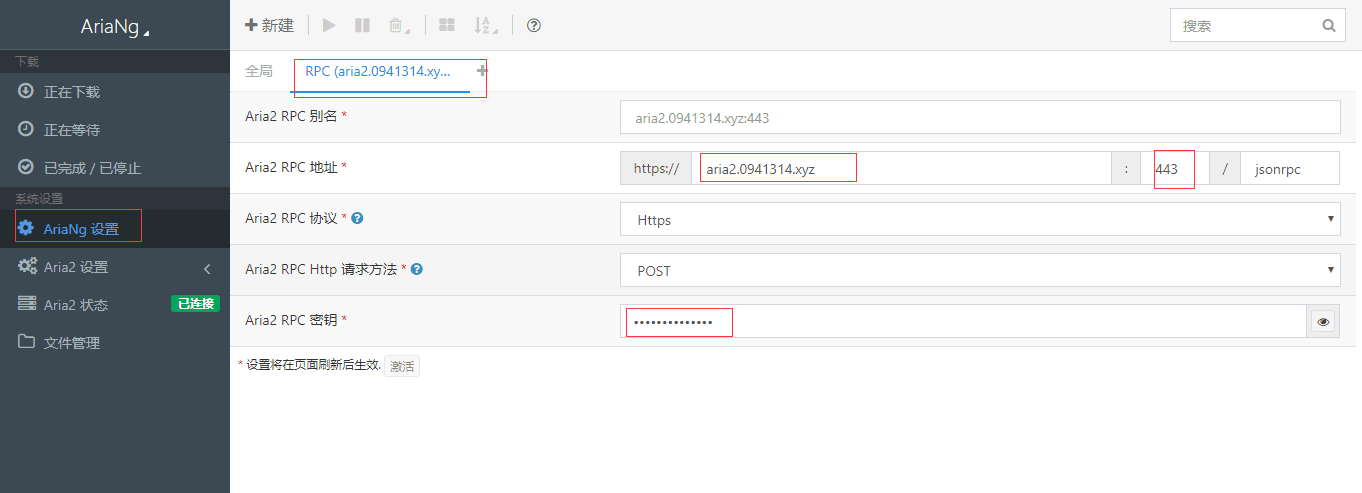 AriaNg
下载
正在下载
正在等待
已完成 / 已停止
系统设置
AriaNg 设置
Aria2 设置
Aria2 状态 已连接
文件管理
新建
搜索
全局 RPC (aria2.0941314.xy...
Aria2 RPC 别名 * aria2.0941314.xyz:443
Aria2 RPC 地址 * https:// aria2.0941314.xyz : 443 / jsonrpc
Aria2 RPC 协议 * Https
Aria2 RPC Http 请求方法 * POST
Aria2 RPC 密钥 * ••••••••••••••
* 设置将在页面刷新后生效. 激活